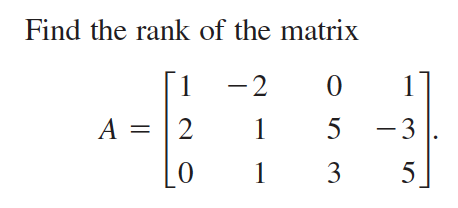 Find the rank of the matrix
A = [1 -2 0 1
2 1 5 -3
0 1 3 5].